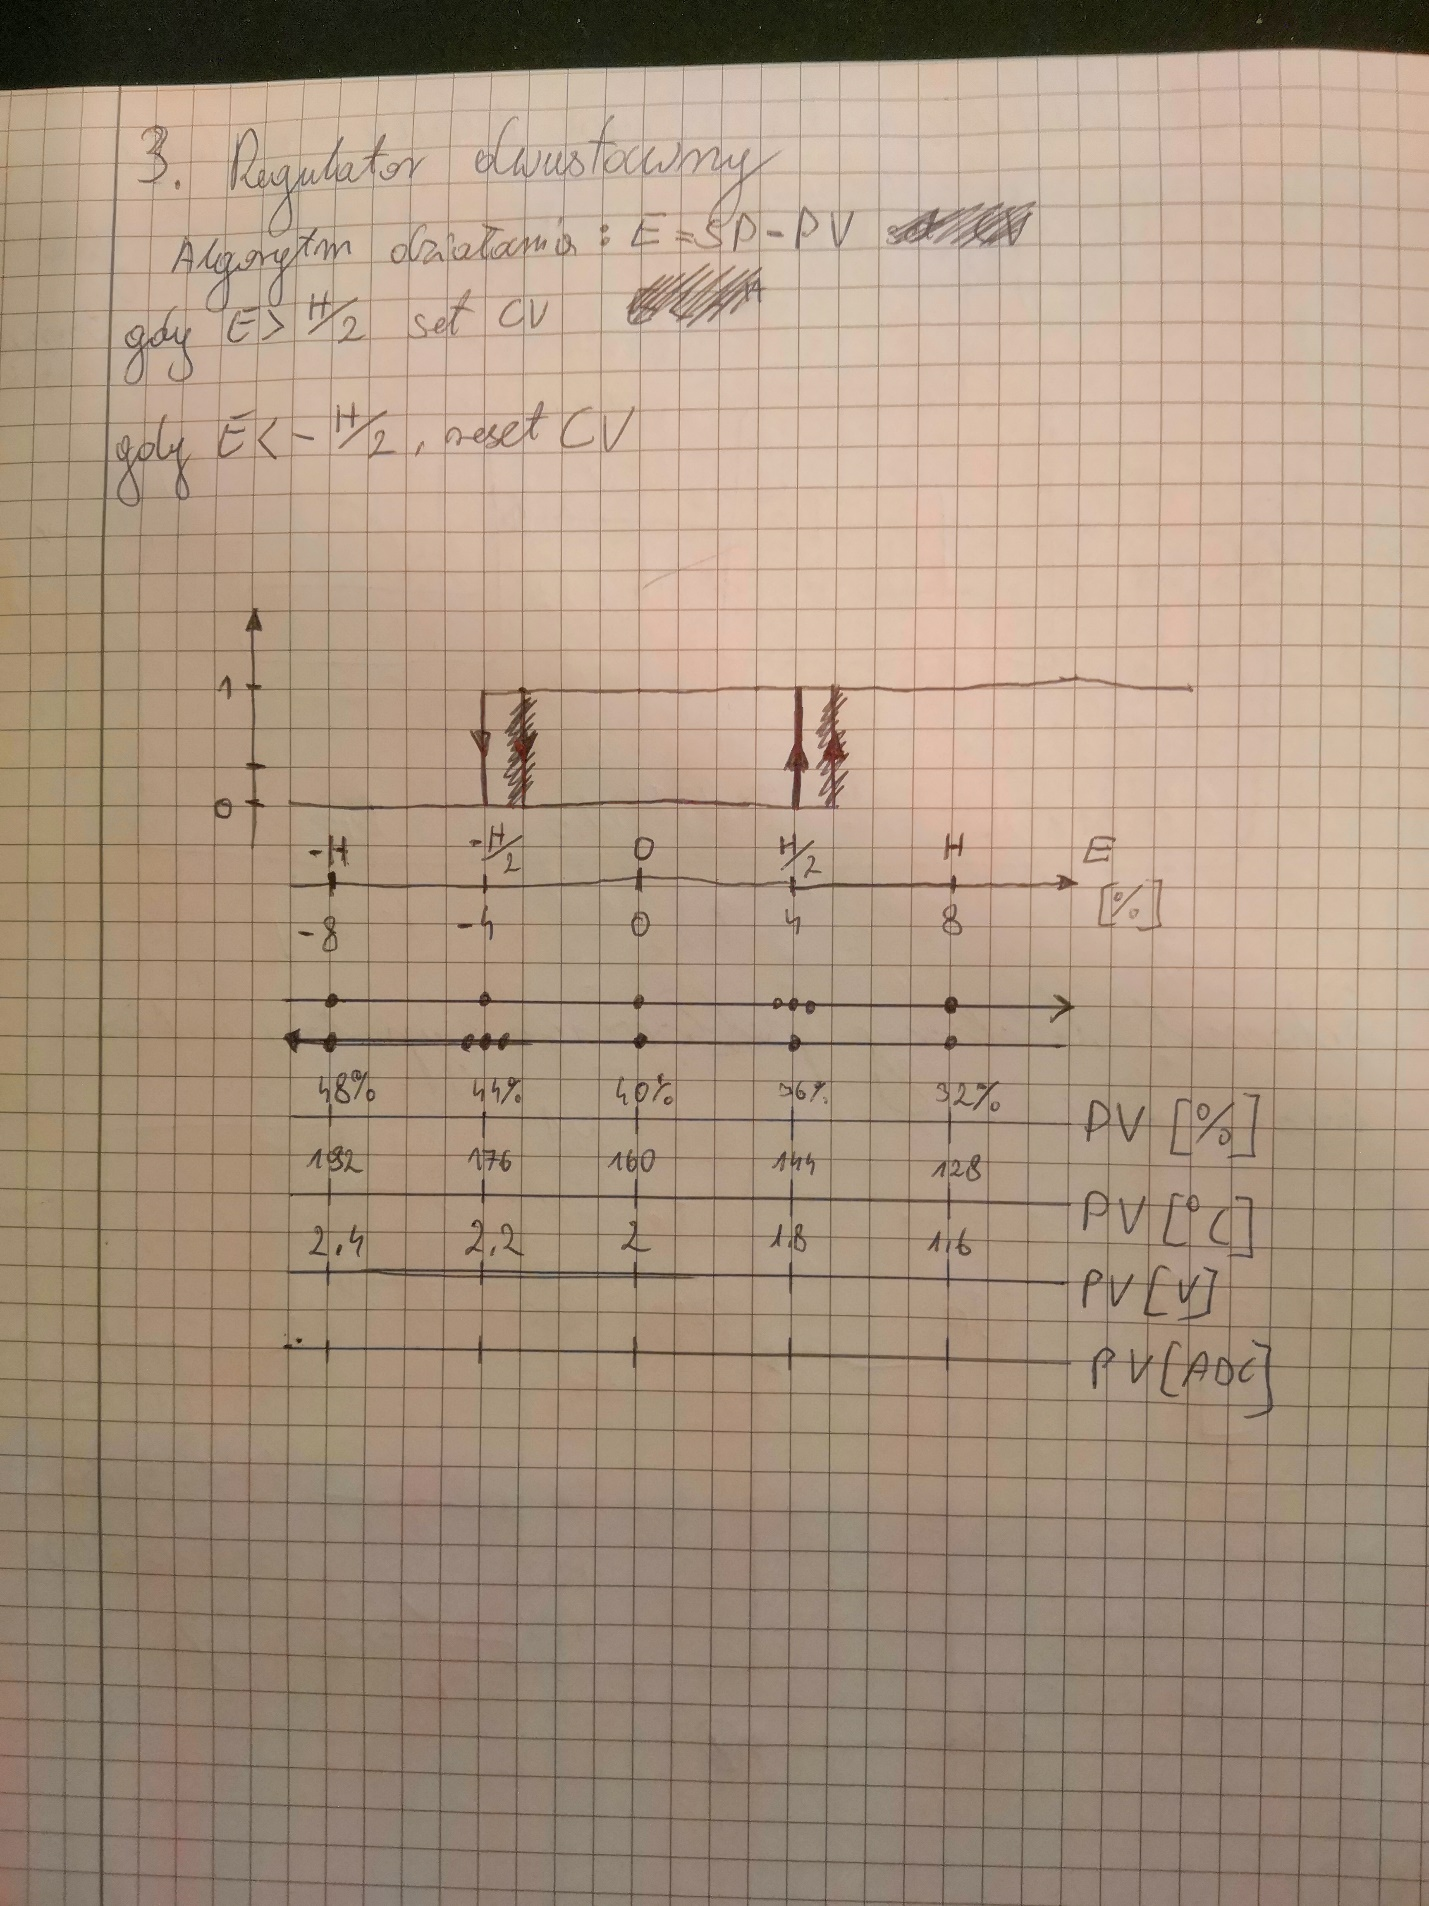 3. Regulator dwustawny
Algorytm działania : E = SP - PV
gdy E > H/2 set CV
gdy E < - H/2, reset CV
1
0
-H -H/2 0 H/2 H E
-8 -4 0 4 8 [%]
48% 44% 40% 36% 32% PV [%]
192 176 160 144 128 PV [°C]
2,4 2,2 2 1,8 1,6 PV [V]
PV [ADC]